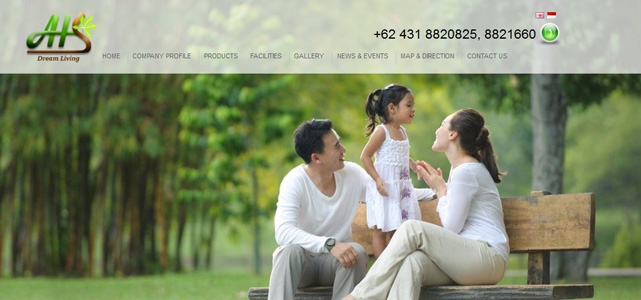 AHS
Dream Living
+62 431 8820825, 8821660
HOME COMPANY PROFILE PRODUCTS FACILITIES GALLERY NEWS & EVENTS MAP & DIRECTION CONTACT US